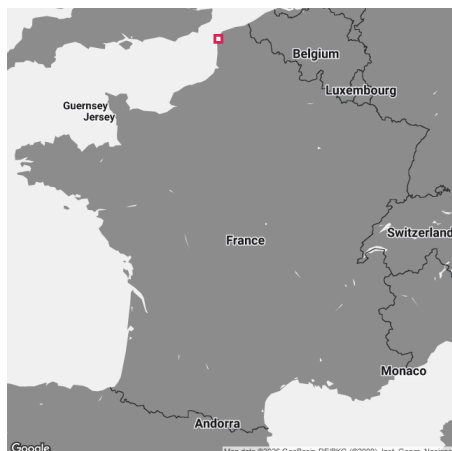 Belgium
Luxembourg
Guernsey
Jersey
Switzerland
France
Monaco
Andorra
Google